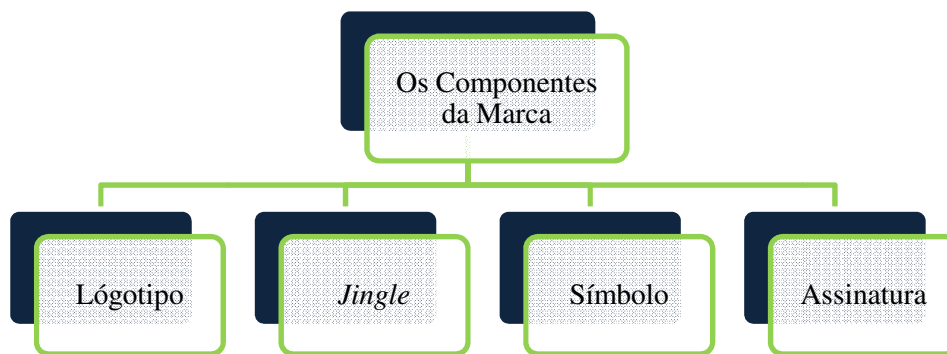 Os Componentes
da Marca
Lógotipo
Jingle
Símbolo
Assinatura